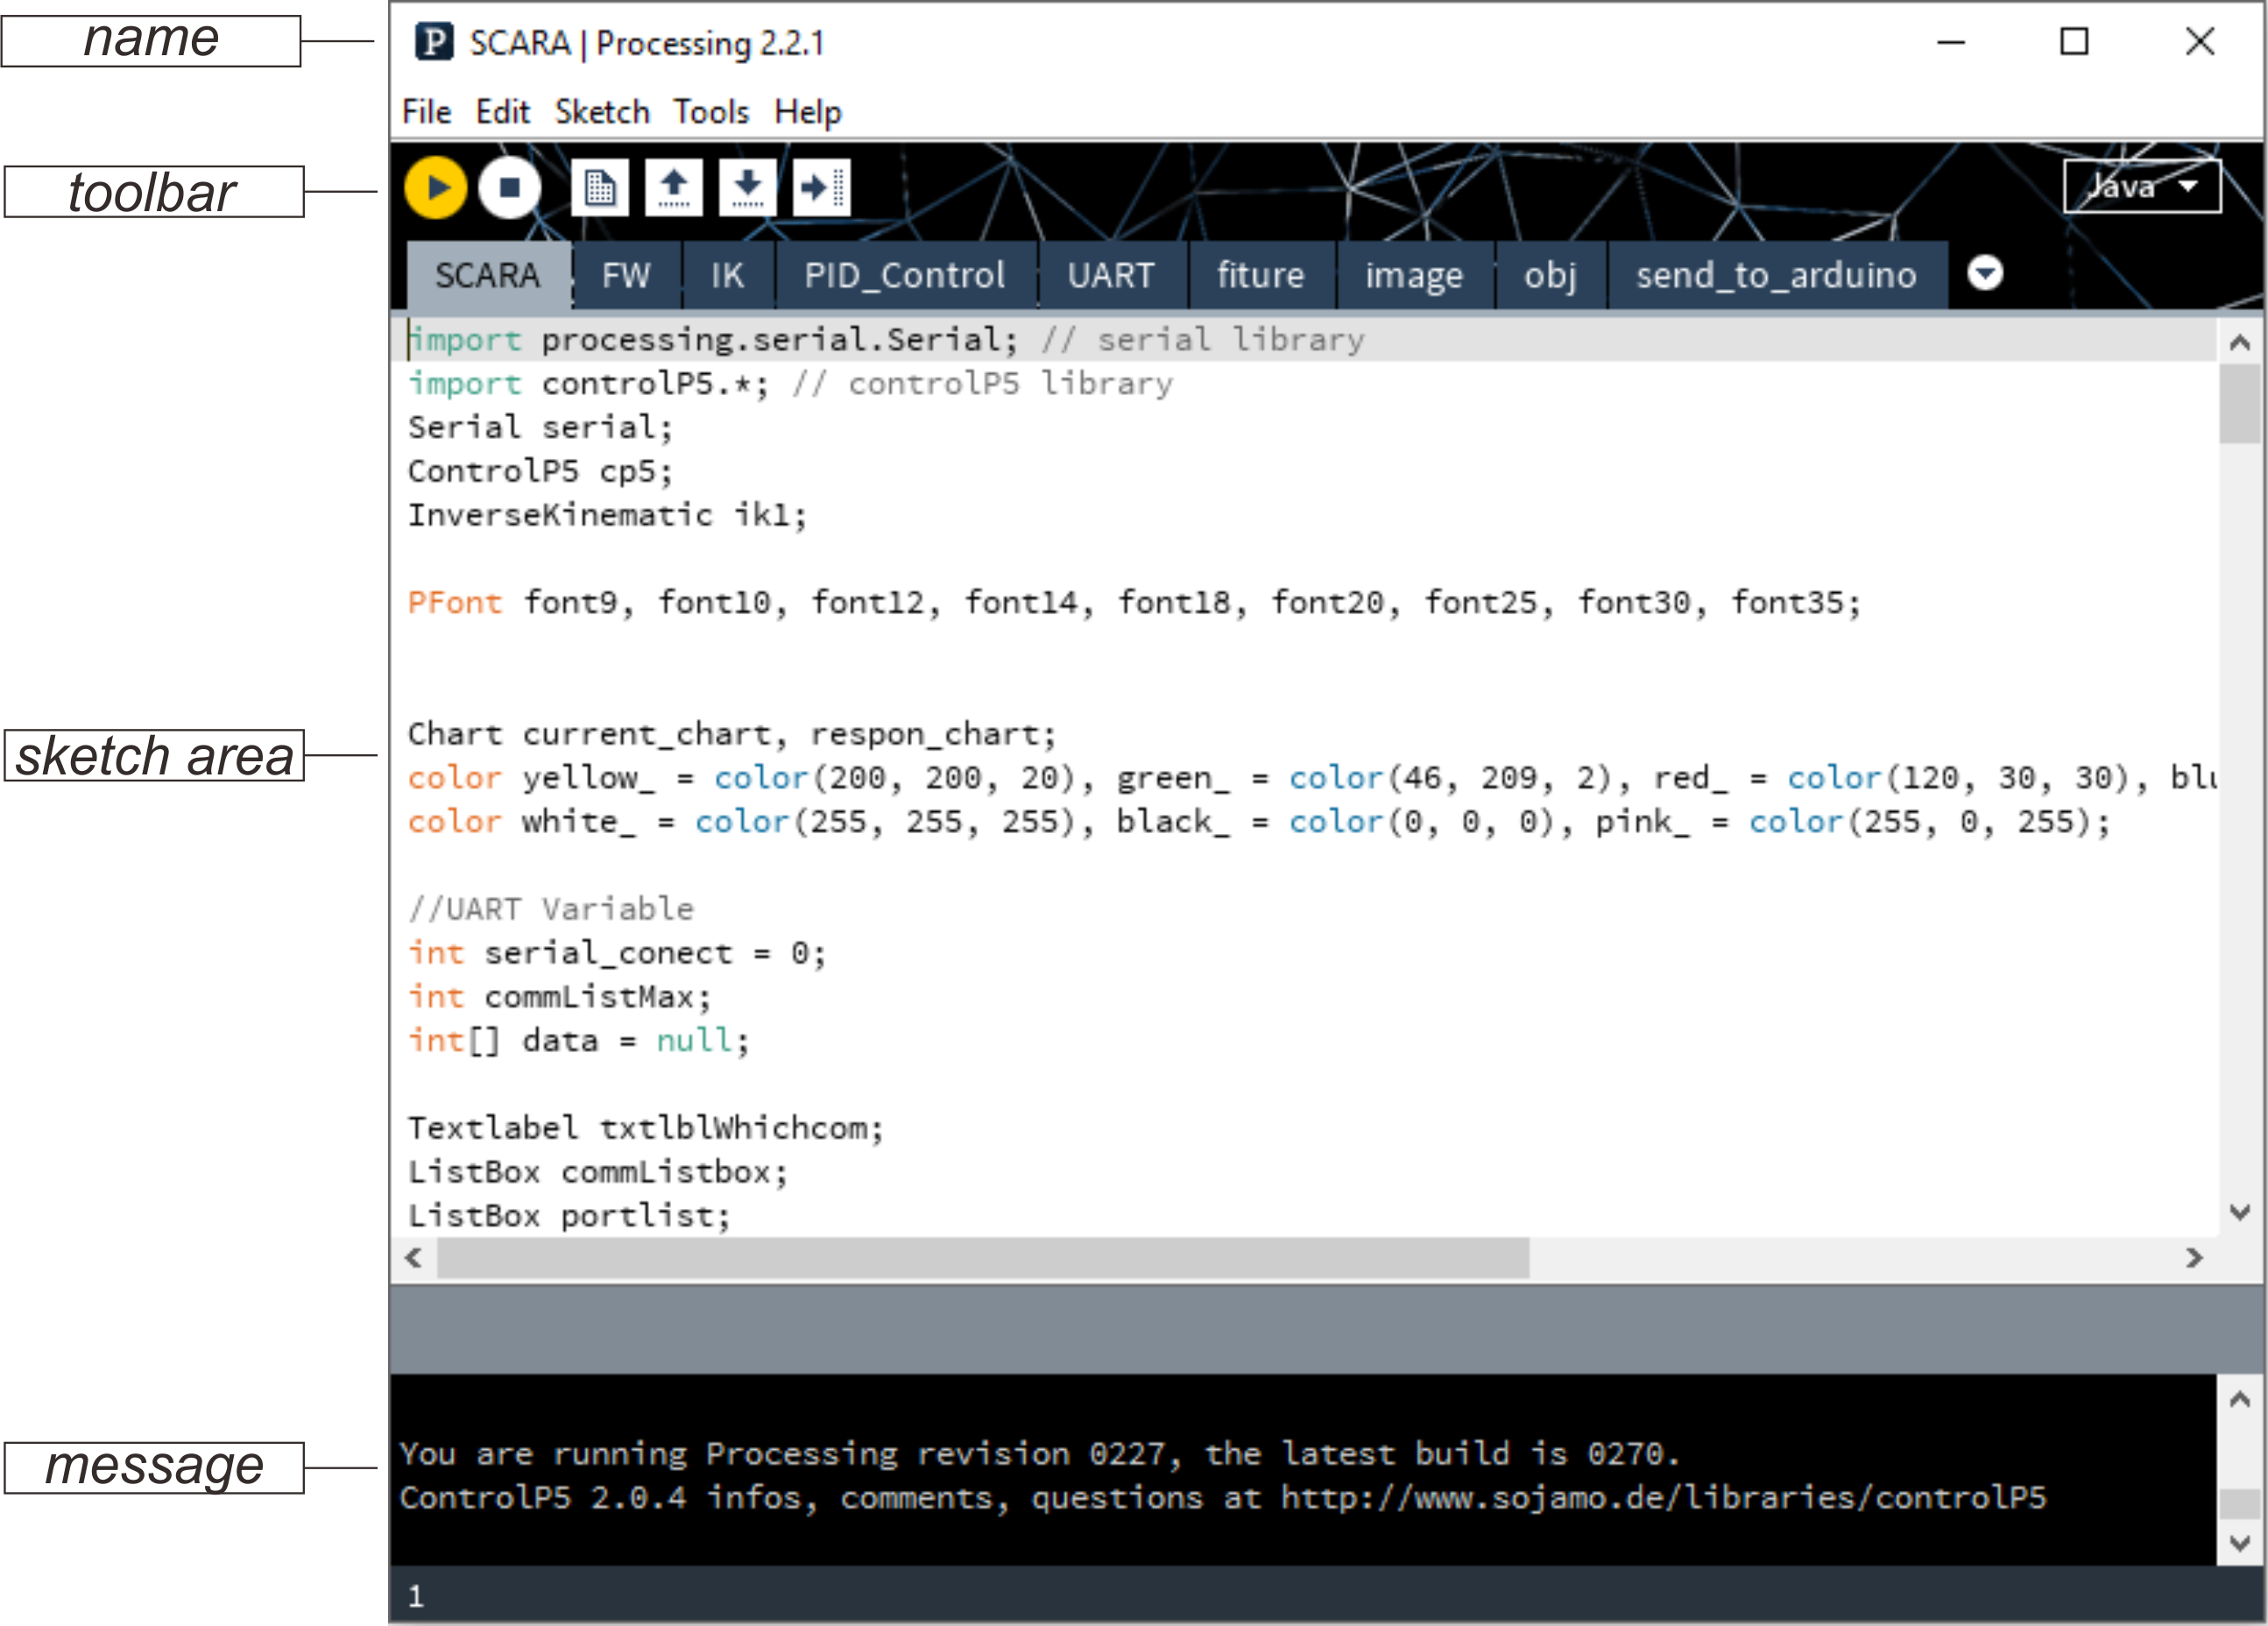 name
SCARA | Processing 2.2.1
File Edit Sketch Tools Help
toolbar
Java
SCARA FW IK PID_Control UART fiture image obj send_to_arduino
import processing.serial.Serial; // serial library
import controlP5.*; // controlP5 library
Serial serial;
ControlP5 cp5;
InverseKinematic ik1;
PFont font9, font10, font12, font14, font18, font20, font25, font30, font35;
Chart current_chart, respon_chart;
sketch area
color yellow_ = color(200, 200, 20), green_ = color(46, 209, 2), red_ = color(120, 30, 30), blu
color white_ = color(255, 255, 255), black_ = color(0, 0, 0), pink_ = color(255, 0, 255);
//UART Variable
int serial_conect = 0;
int commListMax;
int[] data = null;
Textlabel txtlblWhichcom;
ListBox commListbox;
ListBox portlist;
message
You are running Processing revision 0227, the latest build is 0270.
ControlP5 2.0.4 infos, comments, questions at http://www.sojamo.de/libraries/controlP5
1